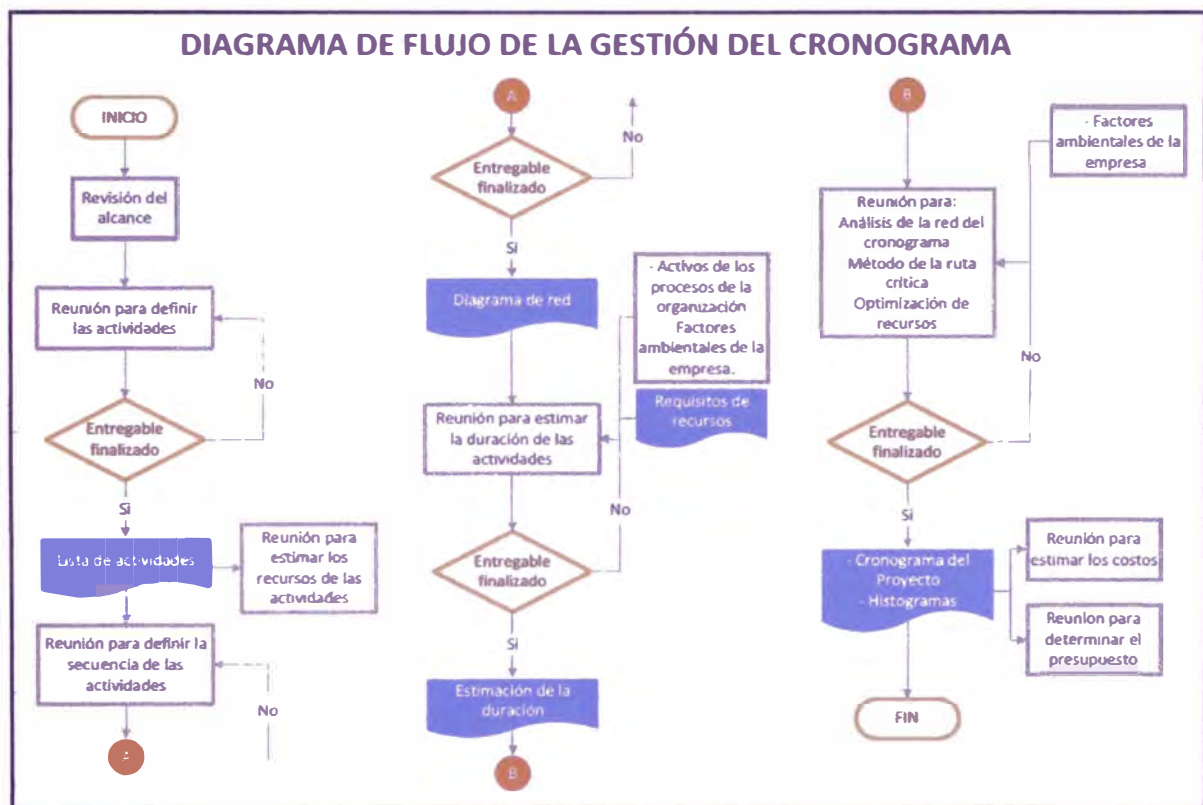 DIAGRAMA DE FLUJO DE LA GESTIÓN DEL CRONOGRAMA
INICIO
Revisión del
alcance
Reunión para definir
las actividades
No
Entregable
finalizado
Si
Lista de actividades
Reunión para
estimar los
recursos de las
actividades
Reunión para definir la
secuencia de las
actividades
No
A
A
No
Entregable
finalizado
Si
Diagrama de red
- Activos de los
procesos de la
organización
Factores
ambientales de la
empresa.
Requisitos de
recursos
Reunión para estimar
la duración de las
actividades
No
Entregable
finalizado
Si
Estimación de la
duración
B
B
- Factores
ambientales de la
empresa
Reunión para:
Análisis de la red del
cronograma
Método de la ruta
crítica
Optimización de
recursos
No
Entregable
finalizado
Si
- Cronograma del
Proyecto
- Histogramas
Reunión para
estimar los costos
Reunion para
determinar el
presupuesto
FIN